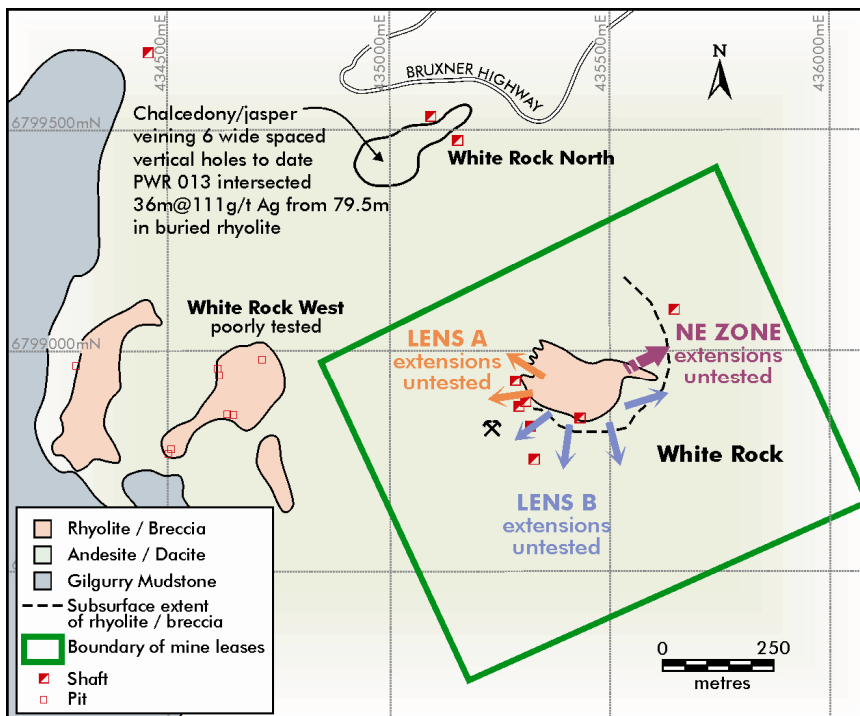 434500mE
435000mE
435500mE
436000mE
BRUXNER HIGHWAY
N
6799500mN
Chalcedony/jasper
veining 6 wide spaced
vertical holes to date
PWR 013 intersected
36m@111g/t Ag from 79.5m
in buried rhyolite
White Rock North
White Rock West
poorly tested
6799000mN
LENS A
extensions
untested
NE ZONE
extensions
untested
White Rock
LENS B
extensions
untested
Rhyolite / Breccia
Andesite / Dacite
Gilgurry Mudstone
Subsurface extent
of rhyolite / breccia
Boundary of mine leases
Shaft
Pit
0 250
metres